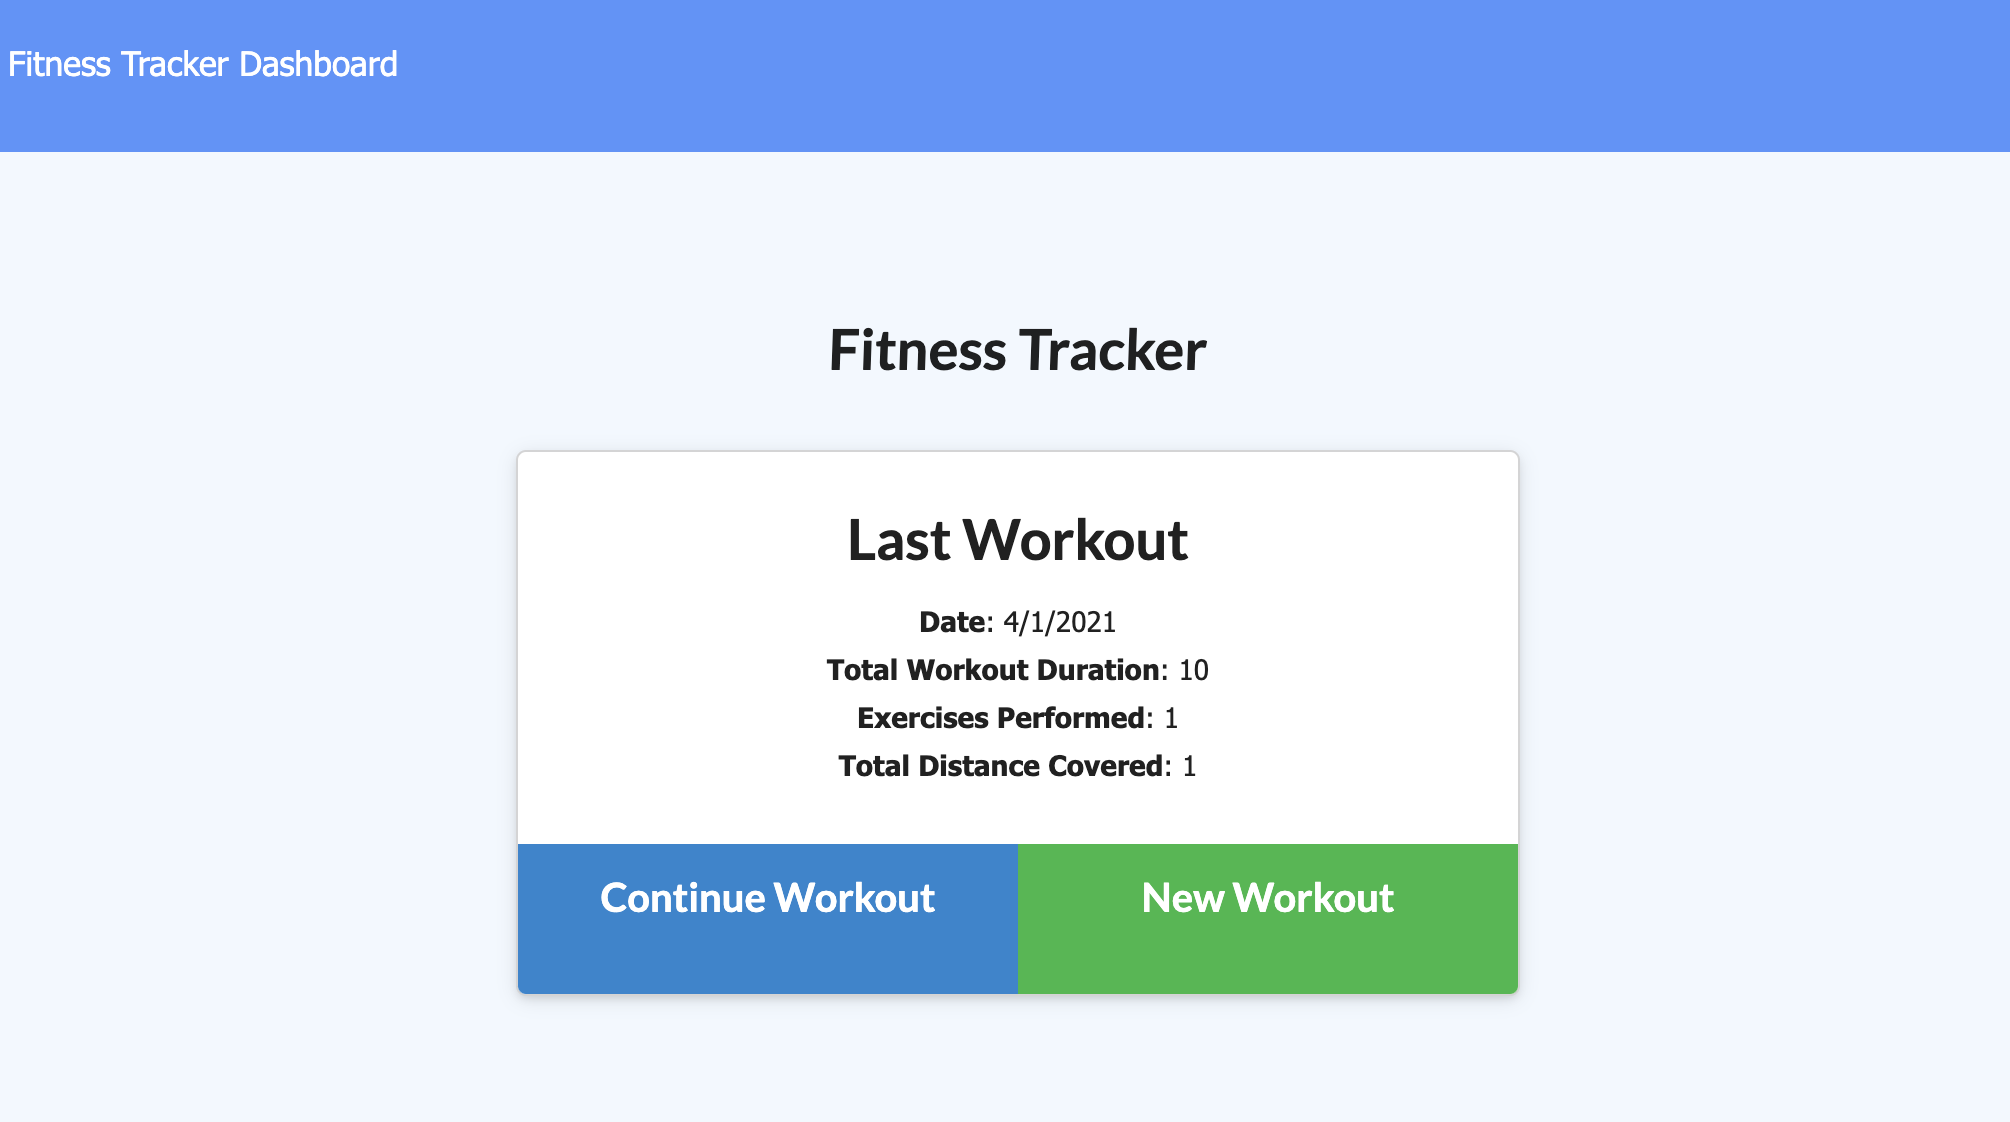 Fitness Tracker Dashboard
Fitness Tracker
Last Workout
Date: 4/1/2021
Total Workout Duration: 10
Exercises Performed: 1
Total Distance Covered: 1
Continue Workout
New Workout